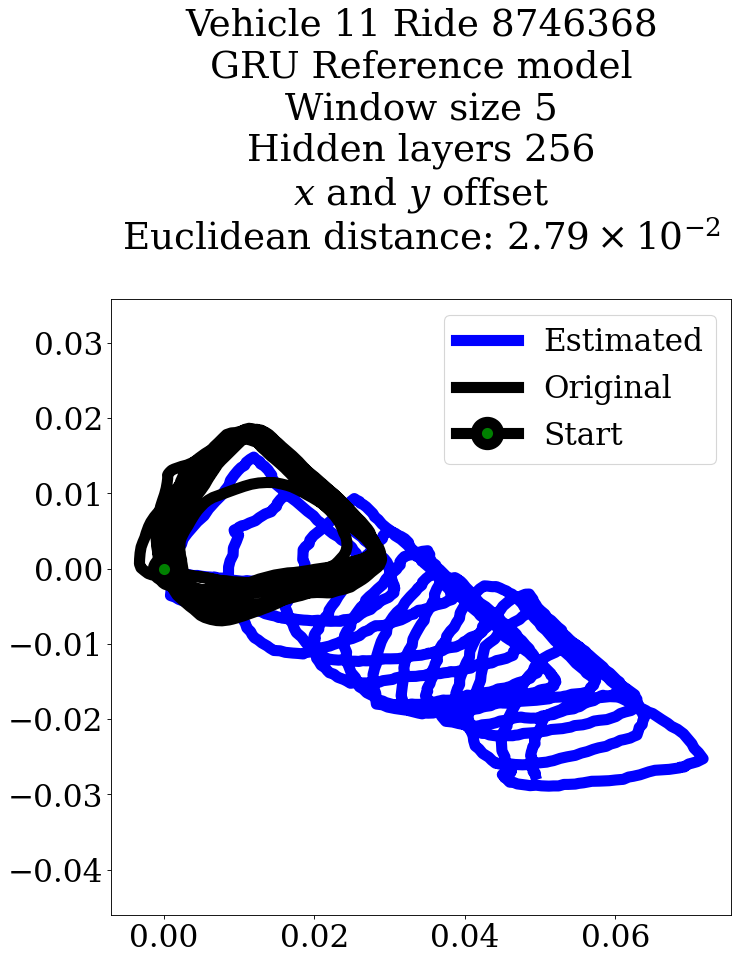 Vehicle 11 Ride 8746368
GRU Reference model
Window size 5
Hidden layers 256
x and y offset
Euclidean distance: 2.79 × 10⁻²
Estimated
Original
Start
0.03
0.02
0.01
0.00
−0.01
−0.02
−0.03
−0.04
0.00 0.02 0.04 0.06